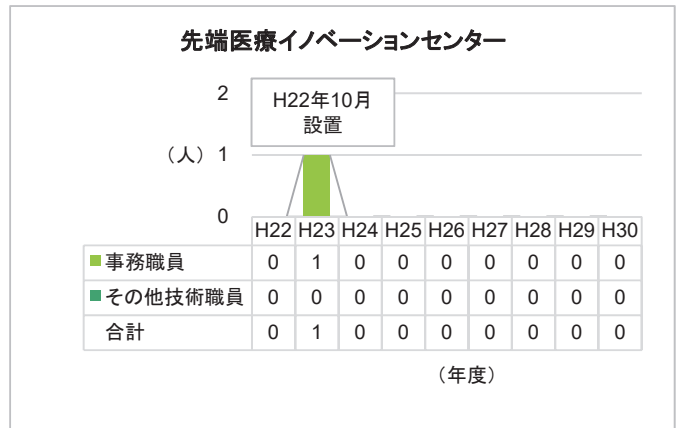 先端医療イノベーションセンター
2
H22年10月
設置
（人） 1
0
H22 H23 H24 H25 H26 H27 H28 H29 H30
事務職員 0 1 0 0 0 0 0 0 0
その他技術職員 0 0 0 0 0 0 0 0 0
合計 0 1 0 0 0 0 0 0 0
（年度）